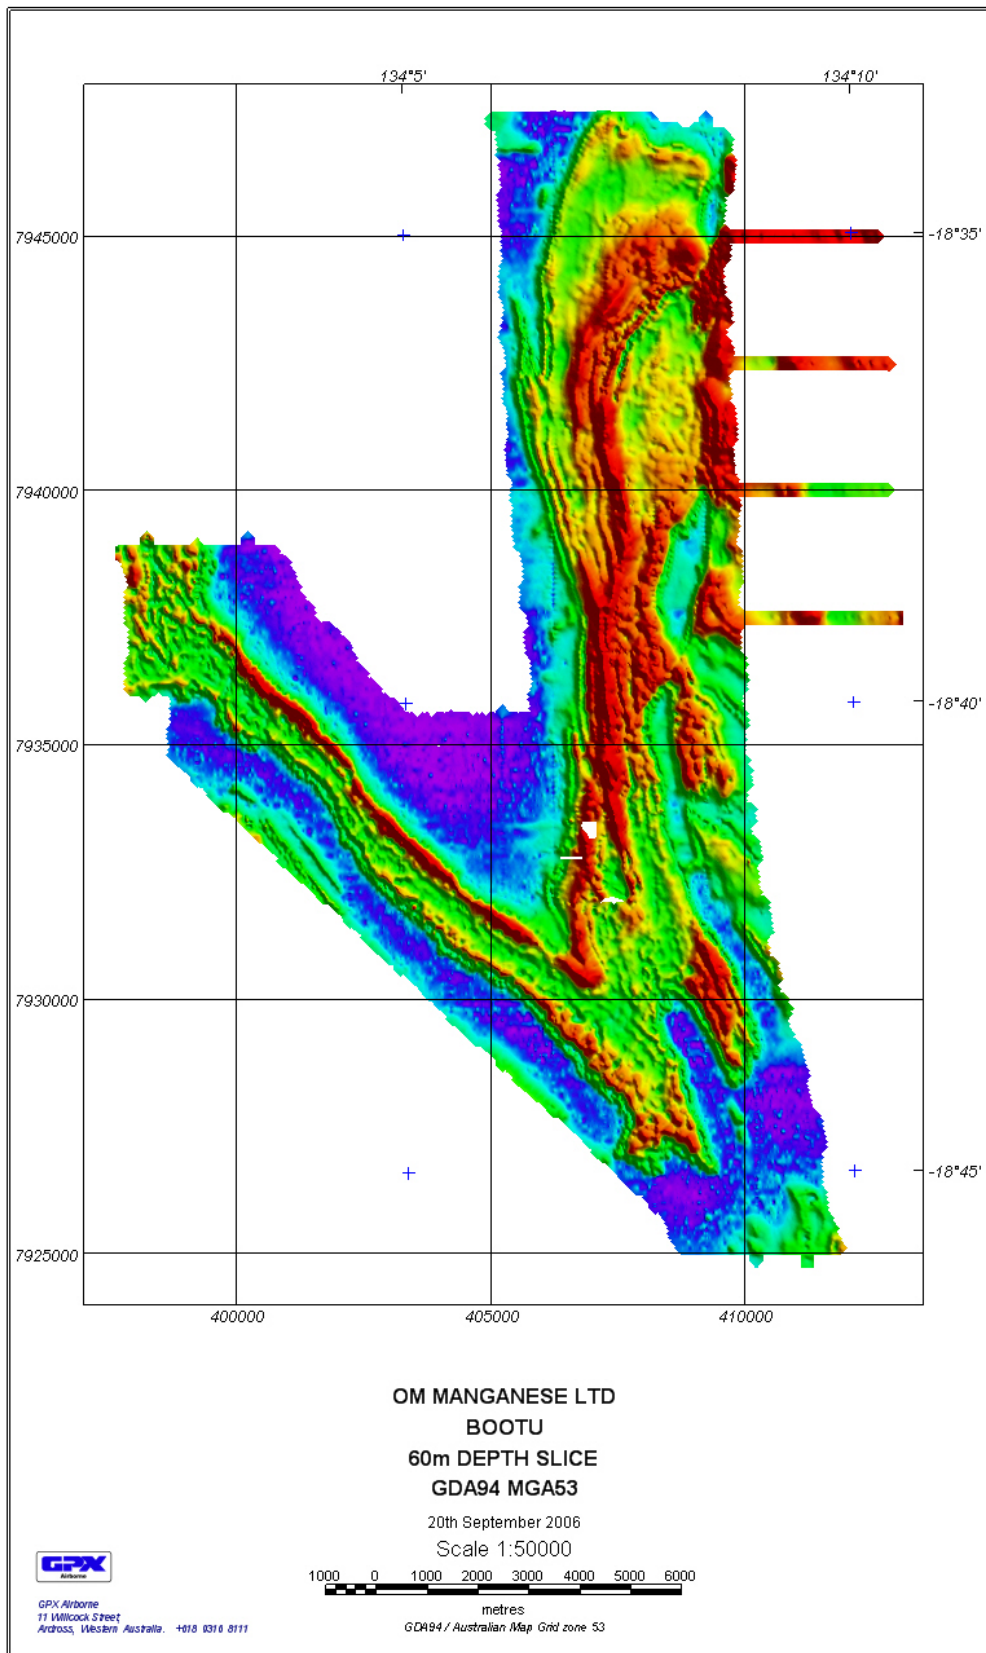 134°5' 134°10'
7945000 -18°35'
7940000
-18°40'
7935000
7930000
-18°45'
7925000
400000 405000 410000
OM MANGANESE LTD
BOOTU
60m DEPTH SLICE
GDA94 MGA53
20th September 2006
Scale 1:50000
1000 0 1000 2000 3000 4000 5000 6000
metres
GDA94 / Australian Map Grid zone 53
GPX
Airborne
GPX Airborne
11 Willcock Street,
Ardross, Western Australia. +618 9316 8111